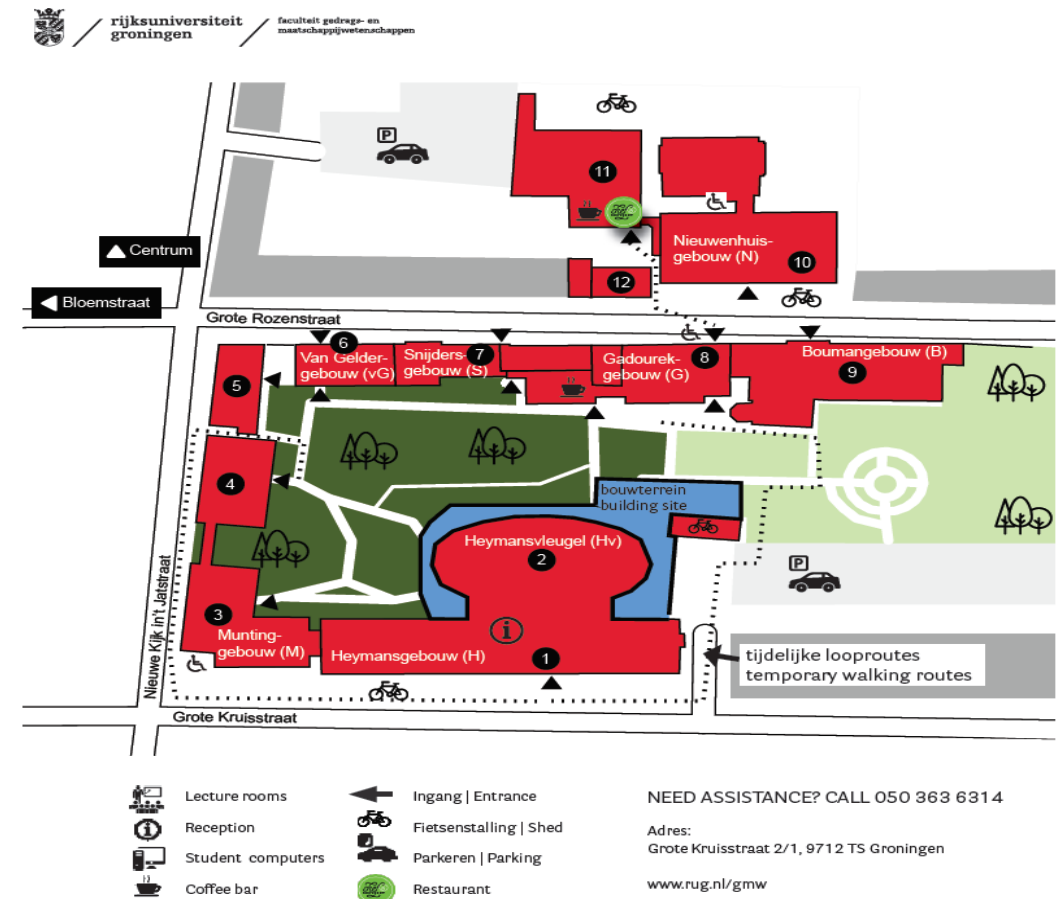 rijksuniversiteit
groningen
faculteit gedrags- en
maatschappijwetenschappen
P
11
Centrum
Nieuwenhuis-
gebouw (N)
10
12
Bloemstraat
Grote Rozenstraat
6
Van Gelder-
gebouw (vG)
Snijders-
gebouw (S)
7
Gadourek-
gebouw (G)
8
Boumangebouw (B)
9
5
4
bouwterrein
building site
Heymansvleugel (Hv)
2
P
3
Munting-
gebouw (M)
i
Heymansgebouw (H)
1
tijdelijke looproutes
temporary walking routes
Nieuwe Kijk in't Jatstraat
Grote Kruisstraat
Lecture rooms
i
Reception
Student computers
Coffee bar
Ingang | Entrance
Fietsenstalling | Shed
Parkeren | Parking
Restaurant
NEED ASSISTANCE? CALL 050 363 6314
Adres:
Grote Kruisstraat 2/1, 9712 TS Groningen
www.rug.nl/gmw